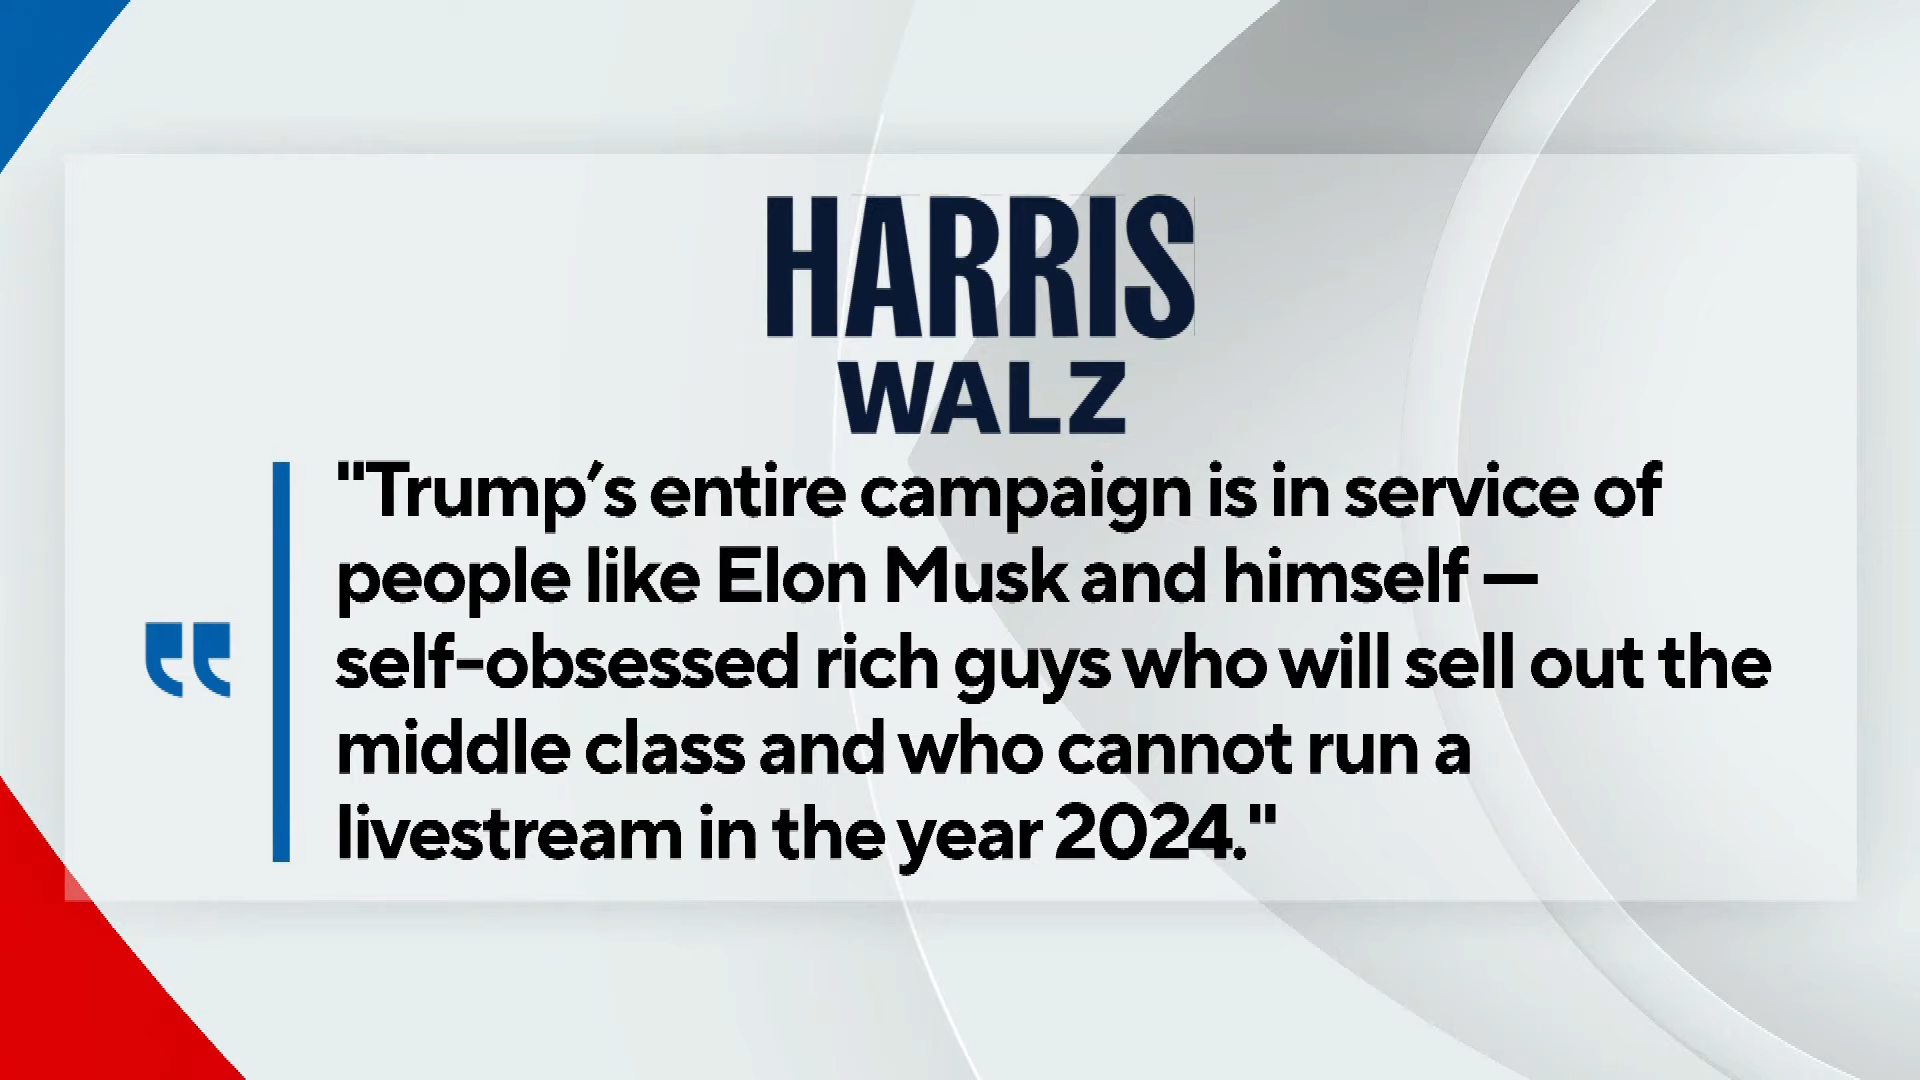 HARRIS
WALZ
"Trump’s entire campaign is in service of
people like Elon Musk and himself —
self-obsessed rich guys who will sell out the
middle class and who cannot run a
livestream in the year 2024."